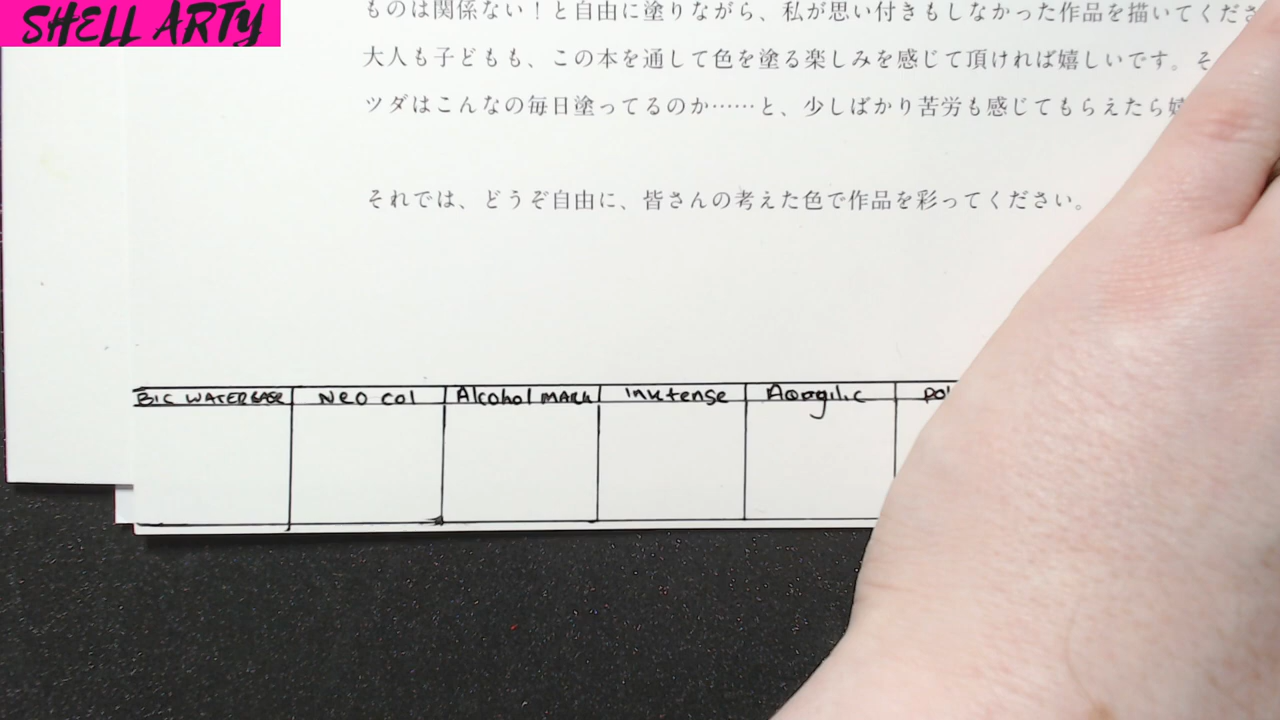 SHELL ARTY
ものは関係ない！と自由に塗りながら、私が思い付きもしなかった作品を描いてくださ
大人も子どもも、この本を通して色を塗る楽しみを感じて頂ければ嬉しいです。そ
ツダはこんなの毎日塗ってるのか……と、少しばかり苦労も感じてもらえたら嬉
それでは、どうぞ自由に、皆さんの考えた色で作品を彩ってください。
BIC WATERBASE Neo col Alcohol MARK Inktense